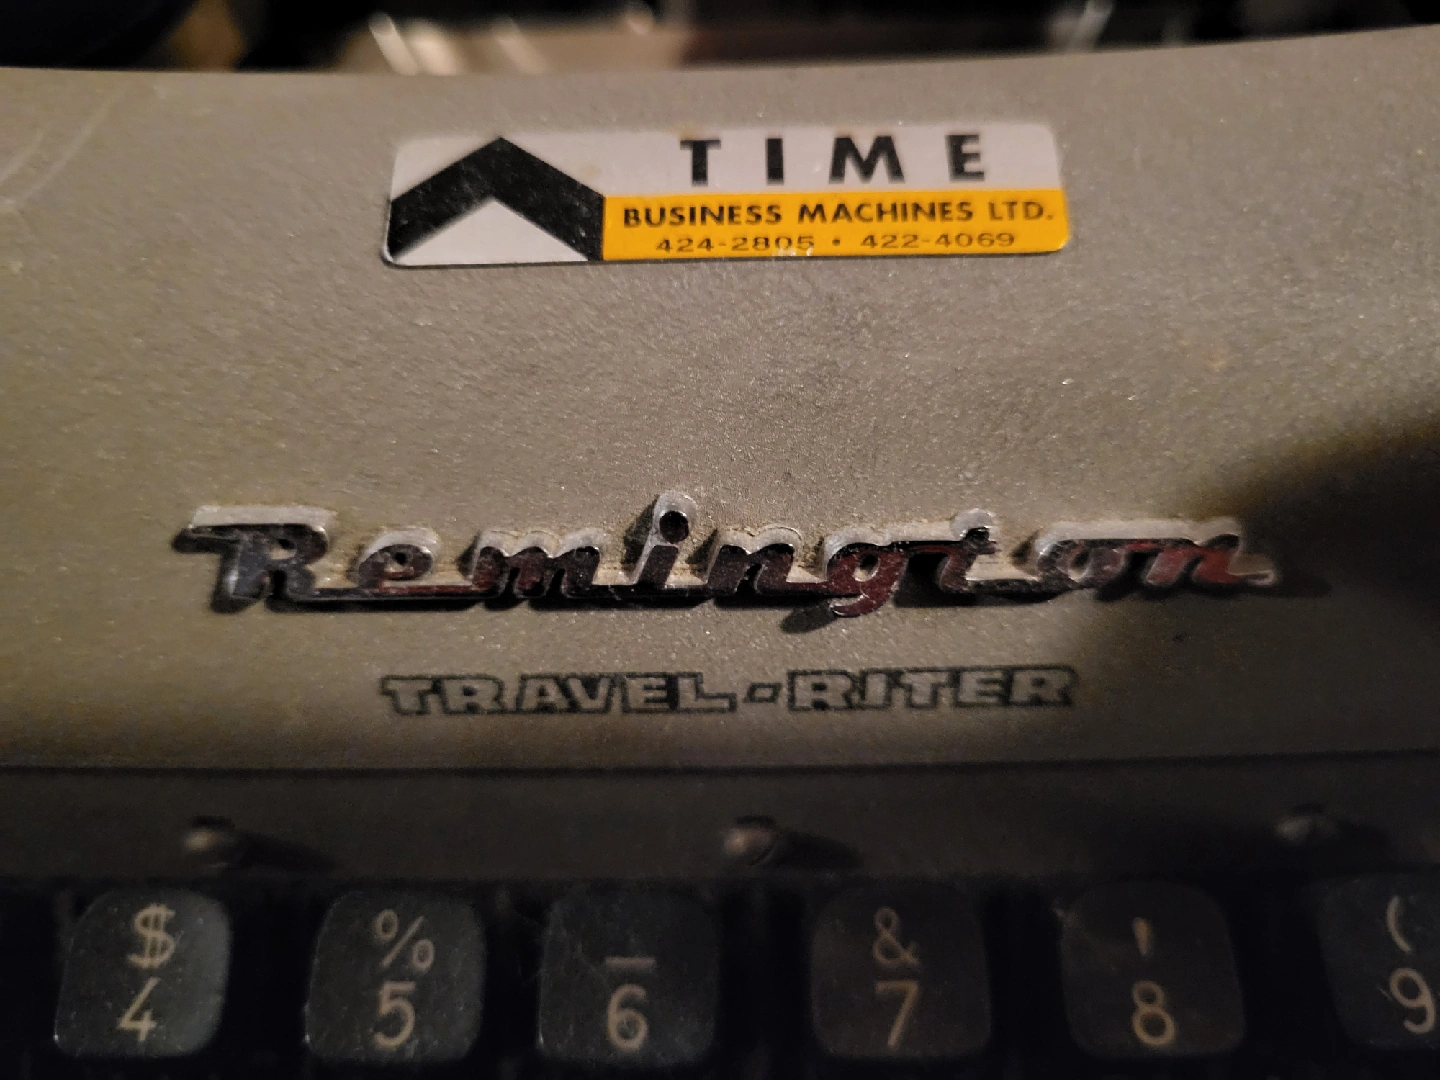 TIME
BUSINESS MACHINES LTD.
424-2805 • 422-4069
Remington
TRAVEL-RITER
$ % _ & ' (
4 5 6 7 8 9